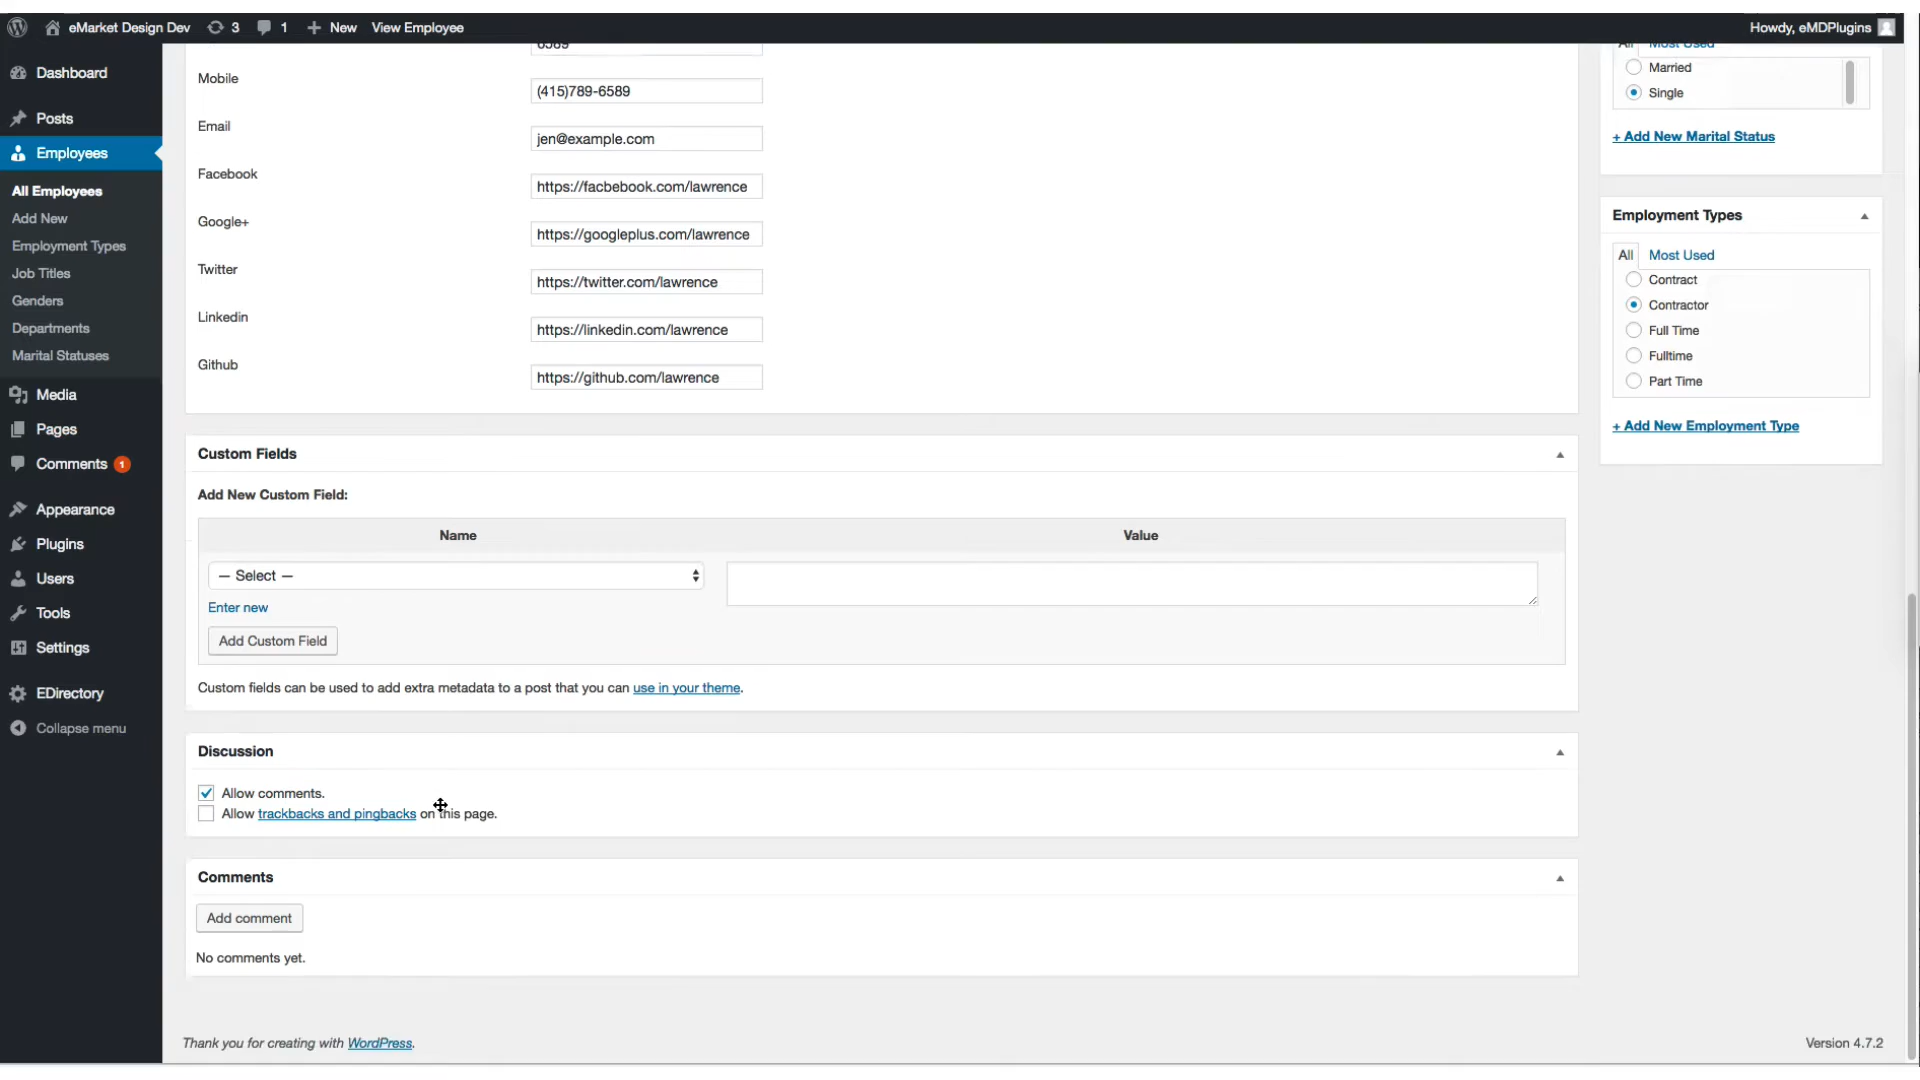 eMarket Design Dev 3 1 New View Employee Howdy, eMDPlugins
Dashboard
Posts
Employees
All Employees
Add New
Employment Types
Job Titles
Genders
Departments
Marital Statuses
Media
Pages
Comments 1
Appearance
Plugins
Users
Tools
Settings
EDirectory
Collapse menu
6589
Mobile
(415)789-6589
Email
jen@example.com
Facebook
https://facbebook.com/lawrence
Google+
https://googleplus.com/lawrence
Twitter
https://twitter.com/lawrence
Linkedin
https://linkedin.com/lawrence
Github
https://github.com/lawrence
Custom Fields
Add New Custom Field:
Name Value
— Select —
Enter new
Add Custom Field
Custom fields can be used to add extra metadata to a post that you can use in your theme.
Discussion
Allow comments.
Allow trackbacks and pingbacks on this page.
Comments
Add comment
No comments yet.
All Most Used
Married
Single
+ Add New Marital Status
Employment Types
All Most Used
Contract
Contractor
Full Time
Fulltime
Part Time
+ Add New Employment Type
Thank you for creating with WordPress. Version 4.7.2